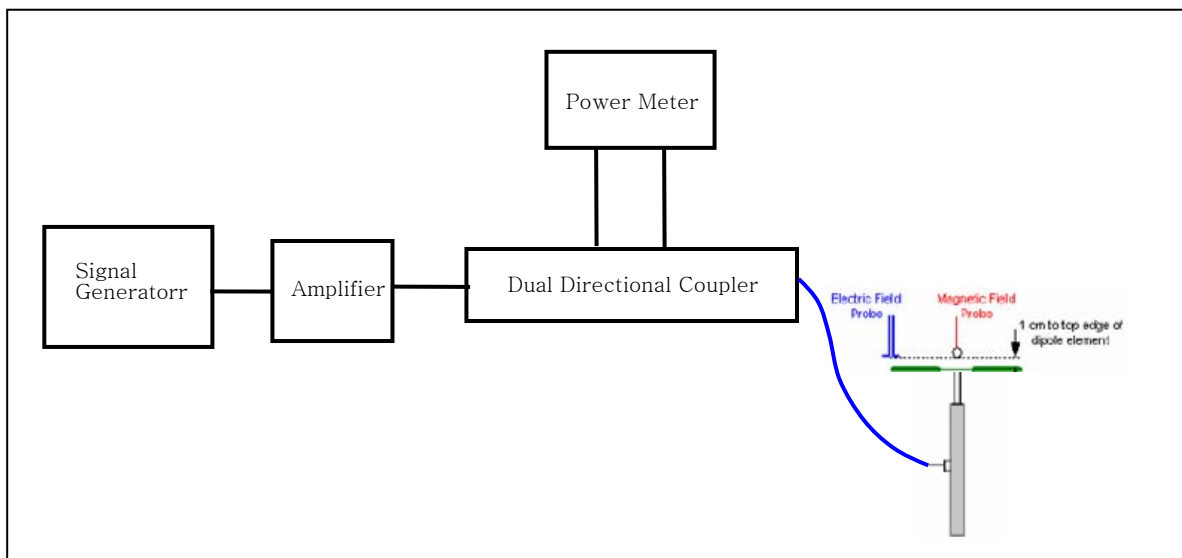 Power Meter
Signal
Generatorr
Amplifier
Dual Directional Coupler
Electric Field
Probe
Magnetic Field
Probe
1 cm to top edge of
dipole element